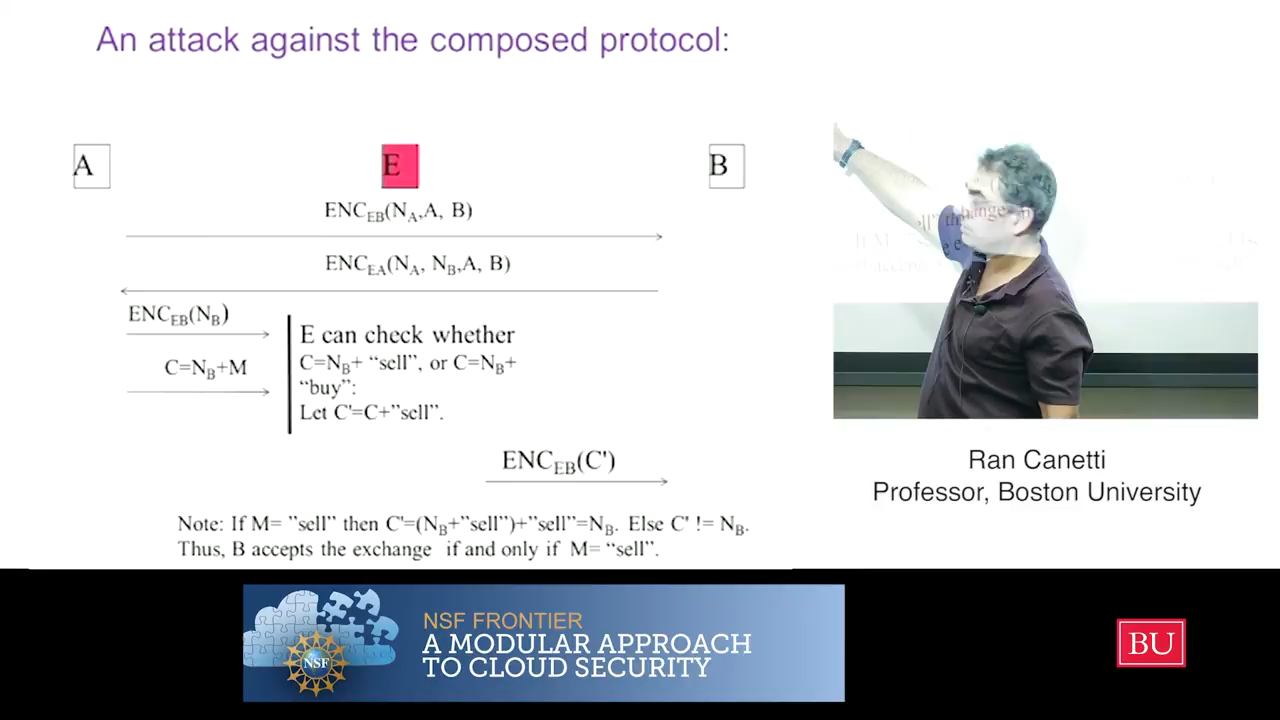 An attack against the composed protocol:
A
E
B
ENC_EB(N_A,A, B)
ENC_EA(N_A, N_B,A, B)
ENC_EB(N_B)
C=N_B+M
E can check whether
C=N_B+ “sell”, or C=N_B+
“buy”:
Let C'=C+”sell”.
ENC_EB(C')
Note: If M= ”sell” then C'=(N_B+”sell”)+”sell”=N_B. Else C' != N_B.
Thus, B accepts the exchange if and only if M= “sell”.
Ran Canetti
Professor, Boston University
NSF
NSF FRONTIER
A MODULAR APPROACH
TO CLOUD SECURITY
BU